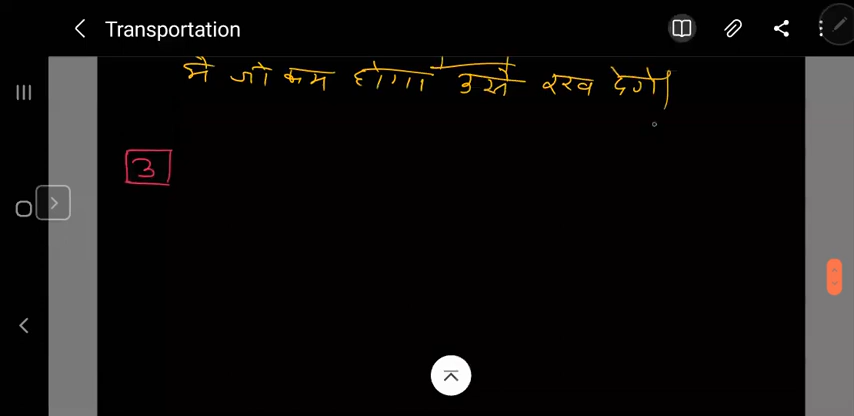 Transportation
में जो कम होगा उसे रख देंगे।
3